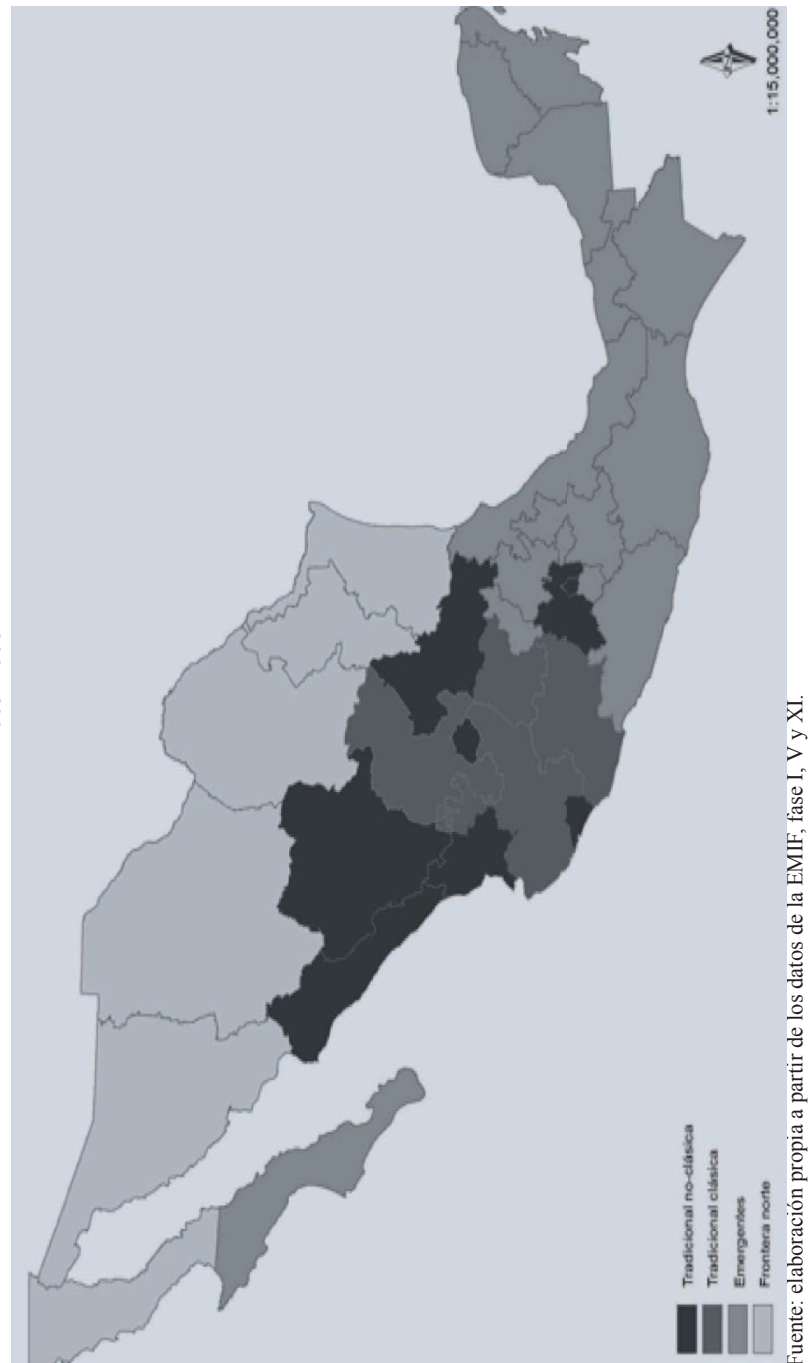 1:15,000,000
Tradicional no-clásica
Tradicional clásica
Emergentes
Frontera norte
Fuente: elaboración propia a partir de los datos de la EMIF, fase I, V y XI.